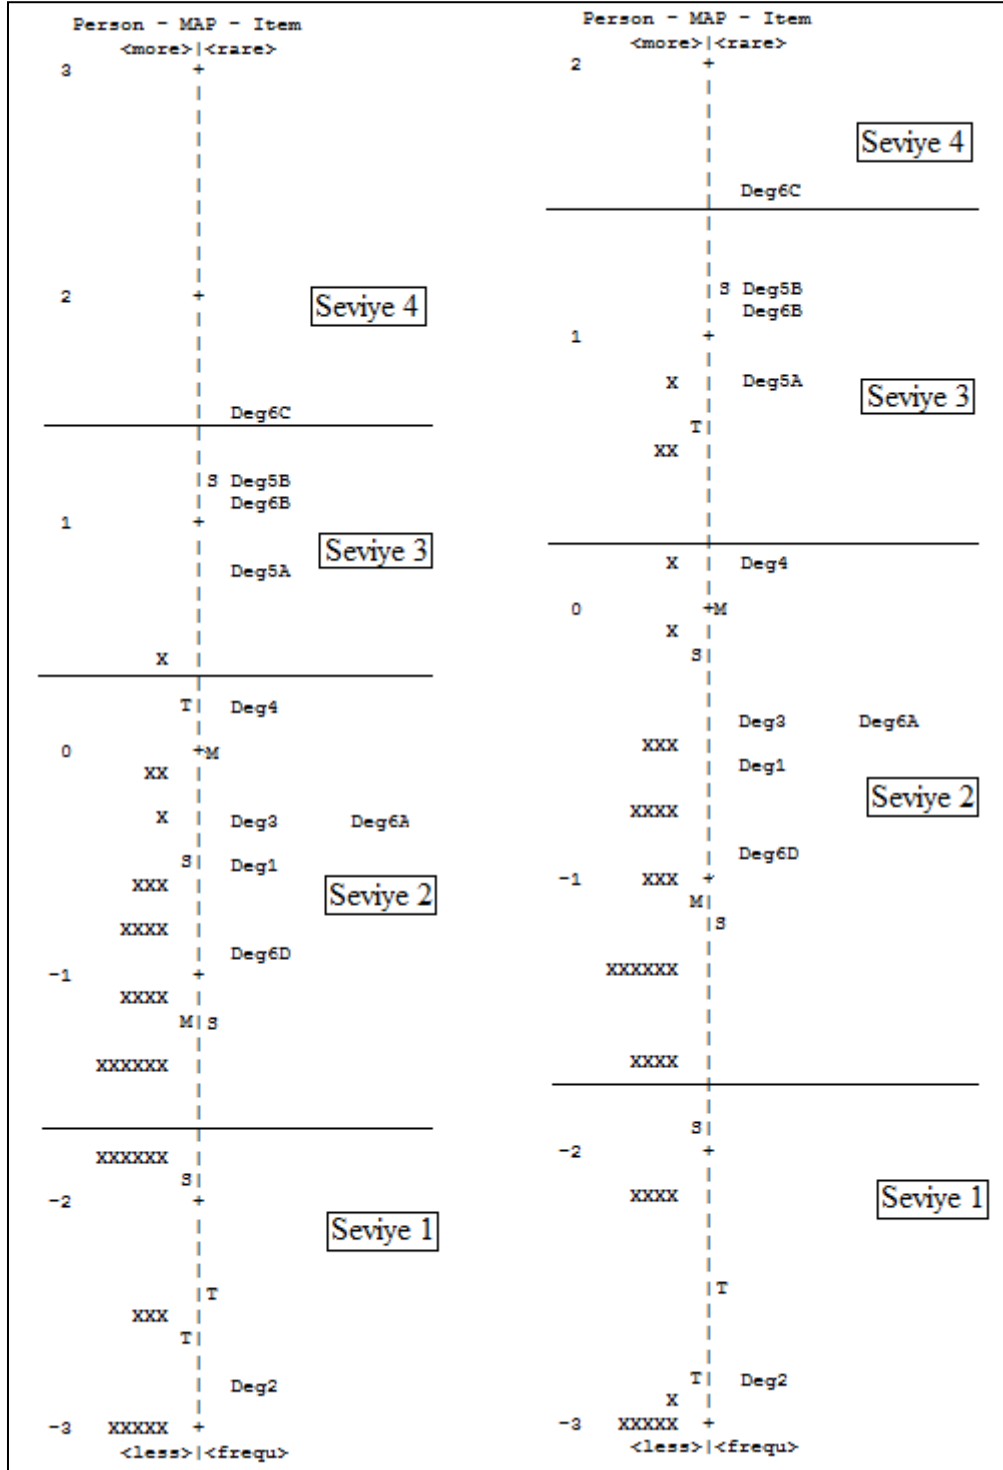 Person - MAP - Item
<more>|<rare>
3 +
2 +
Seviye 4
Deg6C
S Deg5B
Deg6B
1 +
Seviye 3
Deg5A
X
T Deg4
0 +M
XX
X Deg3 Deg6A
S Deg1
XXX
Seviye 2
XXXX
Deg6D
-1 +
XXXX
M|S
XXXXXX
XXXXXX
S
-2 +
Seviye 1
T
XXX
T
Deg2
-3 XXXXX +
<less>|<frequ>
Person - MAP - Item
<more>|<rare>
2 +
Seviye 4
Deg6C
S Deg5B
Deg6B
1 +
X Deg5A
Seviye 3
T
XX
X Deg4
0 +M
X
S
Deg3 Deg6A
XXX
Deg1
Seviye 2
XXXX
Deg6D
-1 XXX +
M
S
XXXXXX
XXXX
S
-2 +
XXXX
Seviye 1
T
T Deg2
X
-3 XXXXX +
<less>|<frequ>